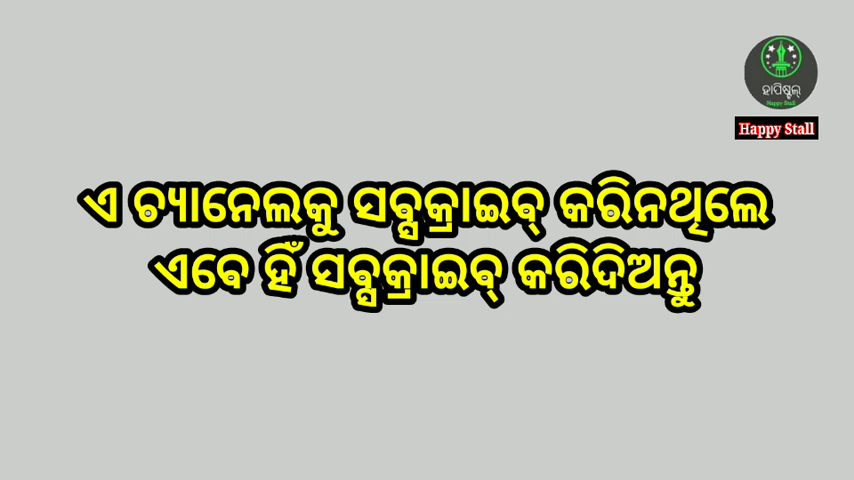 ହାପିଷ୍ଟଲ୍
Happy Stall
Happy Stall
ଏ ଚ୍ୟାନେଲକୁ ସବ୍ସକ୍ରାଇବ୍ କରିନଥିଲେ
ଏବେ ହିଁ ସବ୍ସକ୍ରାଇବ୍ କରିଦିଅନ୍ତୁ